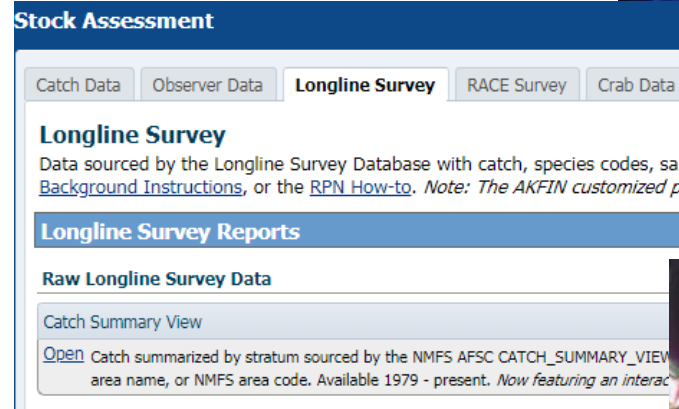 Stock Assessment
Catch Data Observer Data Longline Survey RACE Survey Crab Data
Longline Survey
Data sourced by the Longline Survey Database with catch, species codes, sa
Background Instructions, or the RPN How-to. Note: The AKFIN customized p
Longline Survey Reports
Raw Longline Survey Data
Catch Summary View
Open Catch summarized by stratum sourced by the NMFS AFSC CATCH_SUMMARY_VIEW
area name, or NMFS area code. Available 1979 - present. Now featuring an interac